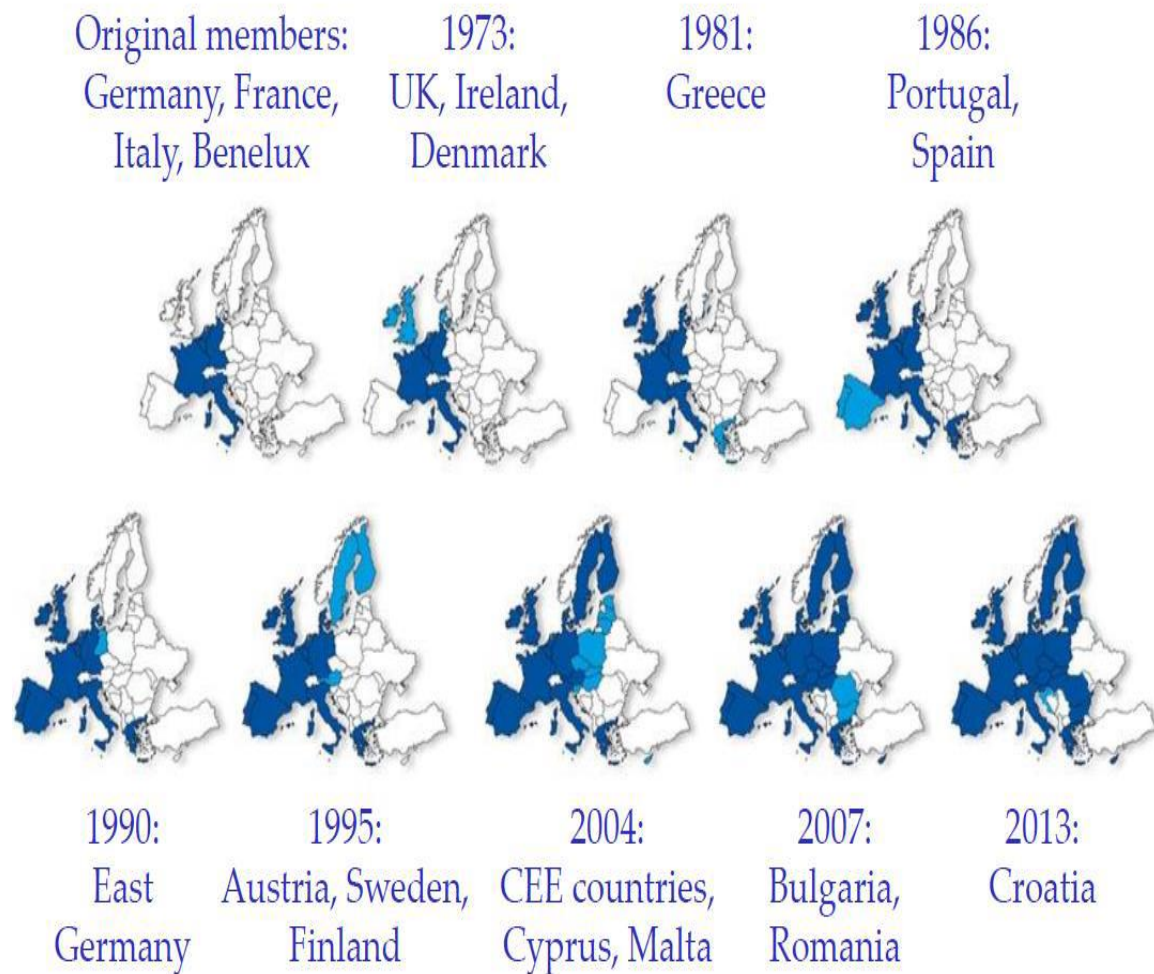 Original members:
Germany, France,
Italy, Benelux
1973:
UK, Ireland,
Denmark
1981:
Greece
1986:
Portugal,
Spain
1990:
East
Germany
1995:
Austria, Sweden,
Finland
2004:
CEE countries,
Cyprus, Malta
2007:
Bulgaria,
Romania
2013:
Croatia